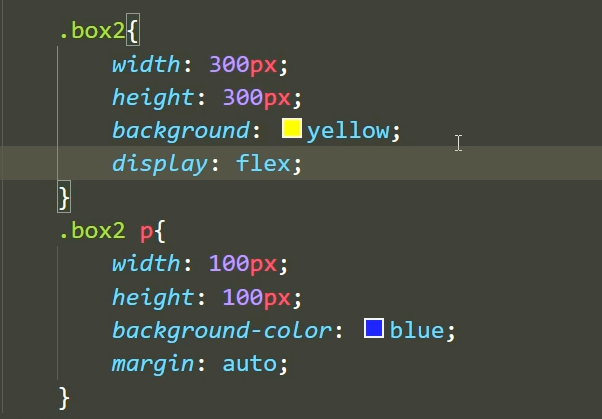 .box2{
    width: 300px;
    height: 300px;
    background: yellow;
    display: flex;
}
.box2 p{
    width: 100px;
    height: 100px;
    background-color: blue;
    margin: auto;
}